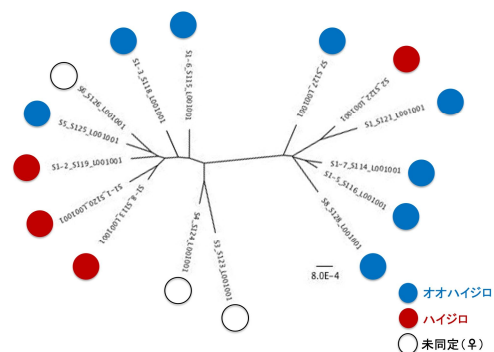 S1-6_S115_L001001
S1-3_S118_L001001
S6_S126_L001001
S5_S125_L001001
S1-2_S119_L001001
S1-1_S120_L001001
S1-8_S113_L001001
S4_S124_L001001
S3_S123_L001001
S7_S127_L001001
S2_S122_L001001
S1_S121_L001001
S1-7_S114_L001001
S1-5_S116_L001001
S8_S128_L001001
8.0E-4
オオハイジロ
ハイジロ
未同定(♀)